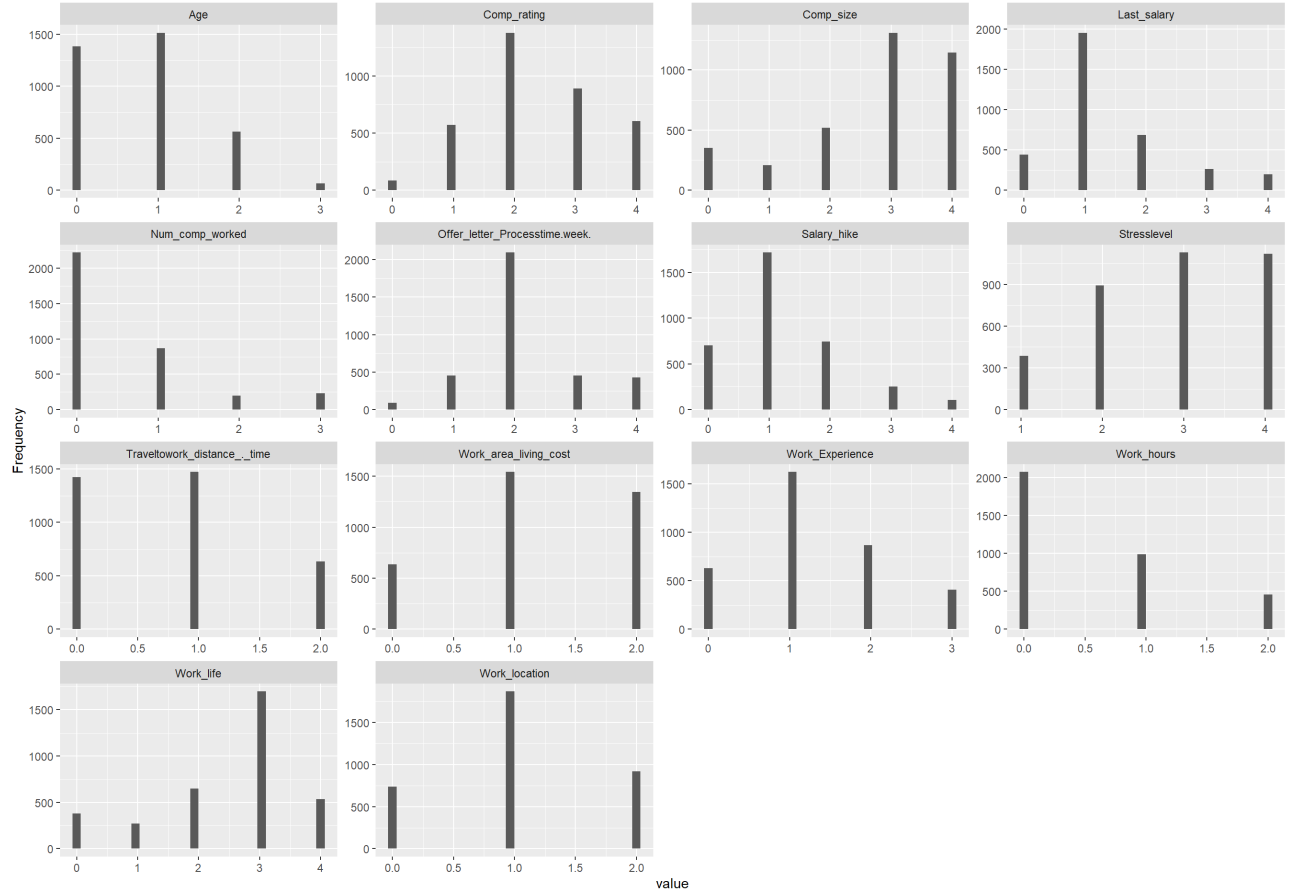 Age
Comp_rating
Comp_size
Last_salary
1500
1000
500
0
0 1 2 3
1000
500
0
0 1 2 3 4
1000
500
0
0 1 2 3 4
2000
1500
1000
500
0
0 1 2 3 4
Num_comp_worked
Offer_letter_Processtime.week.
Salary_hike
Stresslevel
2000
1500
1000
500
0
0 1 2 3
2000
1500
1000
500
0
0 1 2 3 4
1500
1000
500
0
0 1 2 3 4
900
600
300
0
1 2 3 4
Frequency
Traveltowork_distance_._time
Work_area_living_cost
Work_Experience
Work_hours
1500
1000
500
0
0.0 0.5 1.0 1.5 2.0
1500
1000
500
0
0.0 0.5 1.0 1.5 2.0
1500
1000
500
0
0 1 2 3
2000
1500
1000
500
0
0.0 0.5 1.0 1.5 2.0
Work_life
Work_location
1500
1000
500
0
0 1 2 3 4
1500
1000
500
0
0.0 0.5 1.0 1.5 2.0
value